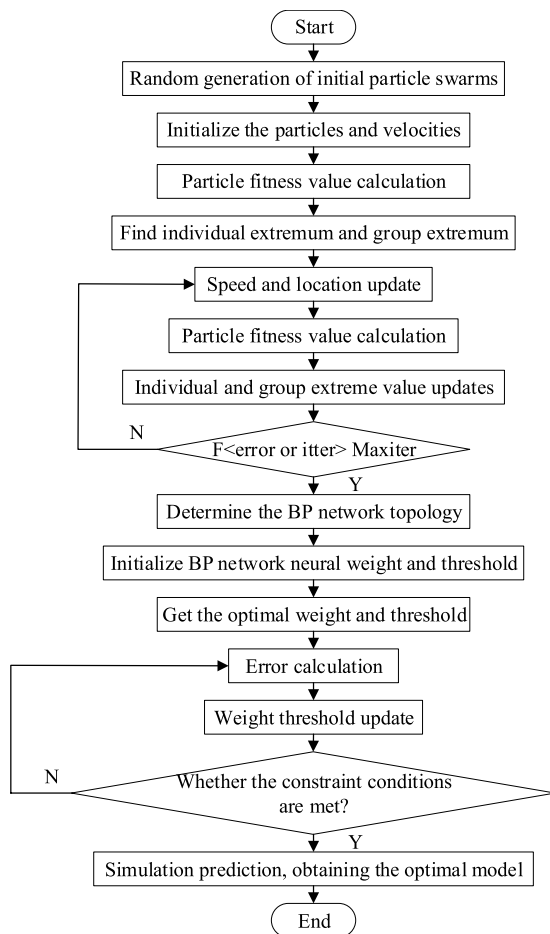 Start
Random generation of initial particle swarms
Initialize the particles and velocities
Particle fitness value calculation
Find individual extremum and group extremum
Speed and location update
Particle fitness value calculation
Individual and group extreme value updates
N
F<error or itter> Maxiter
Y
Determine the BP network topology
Initialize BP network neural weight and threshold
Get the optimal weight and threshold
Error calculation
Weight threshold update
N
Whether the constraint conditions
are met?
Y
Simulation prediction, obtaining the optimal model
End